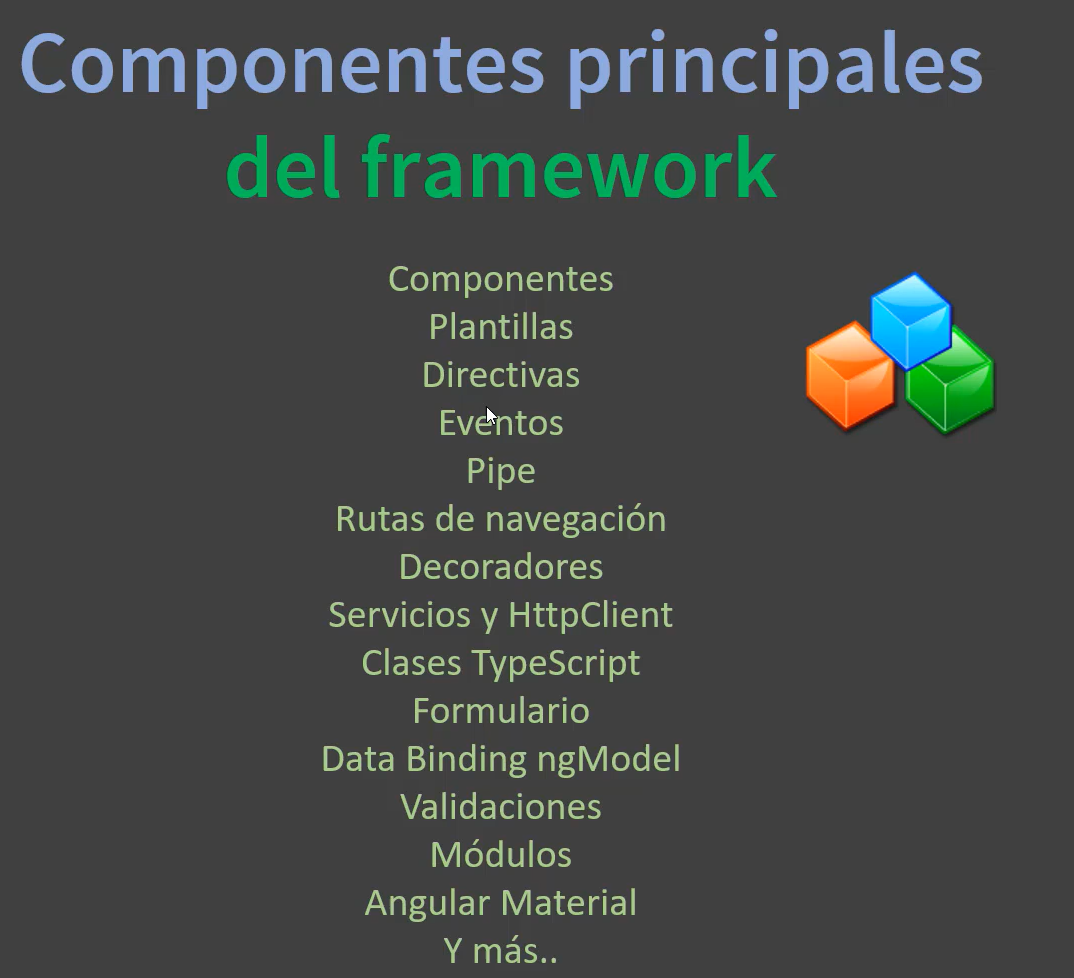 Componentes principales
del framework
Componentes
Plantillas
Directivas
Eventos
Pipe
Rutas de navegación
Decoradores
Servicios y HttpClient
Clases TypeScript
Formulario
Data Binding ngModel
Validaciones
Módulos
Angular Material
Y más..